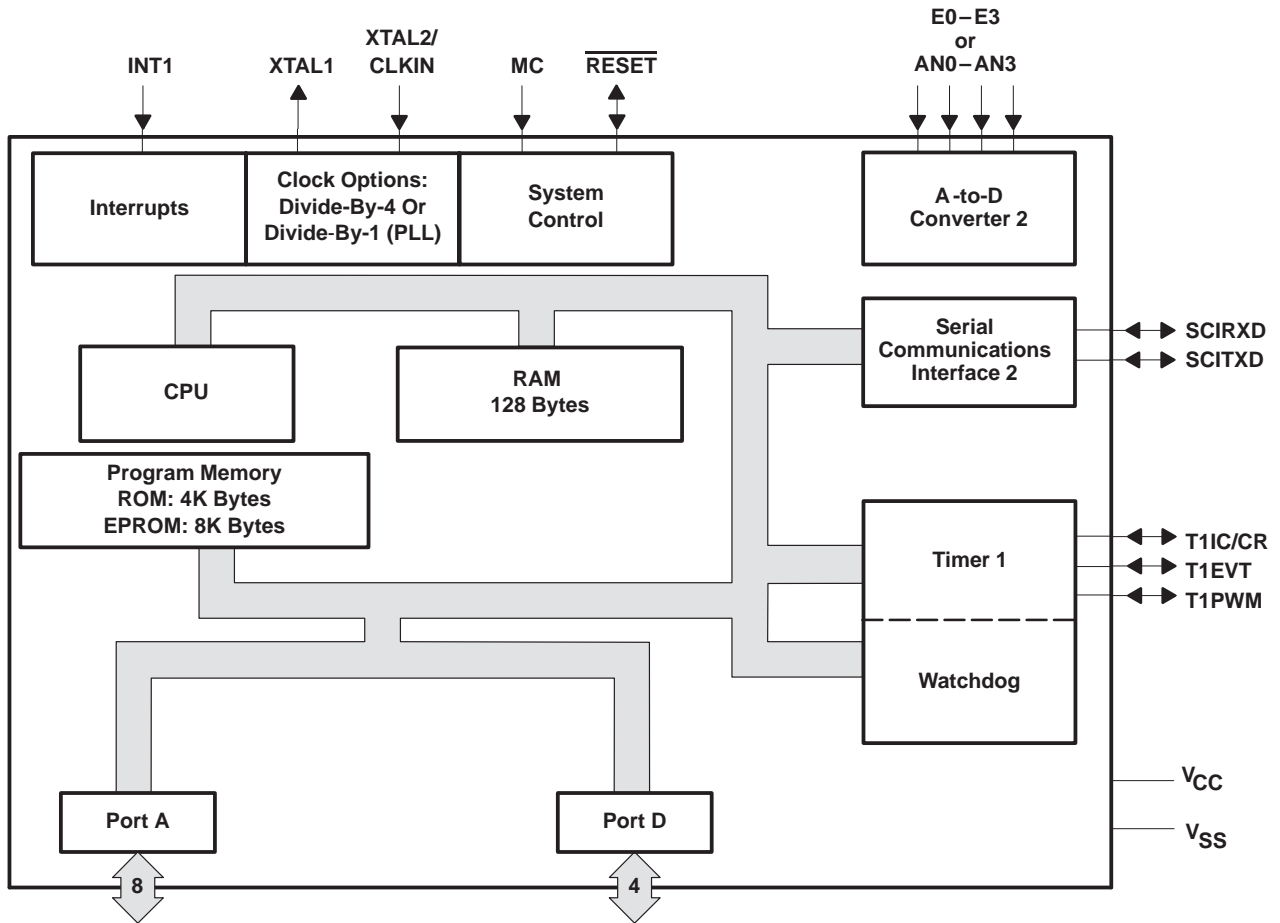 E0–E3
or
AN0–AN3
XTAL2/
CLKIN
INT1
XTAL1
MC
RESET
Interrupts
Clock Options:
Divide-By-4 Or
Divide-By-1 (PLL)
System
Control
A-to-D
Converter 2
Serial
Communications
Interface 2
SCIRXD
SCITXD
CPU
RAM
128 Bytes
Program Memory
ROM: 4K Bytes
EPROM: 8K Bytes
Timer 1
T1IC/CR
T1EVT
T1PWM
Watchdog
VCC
VSS
Port A
Port D
8
4